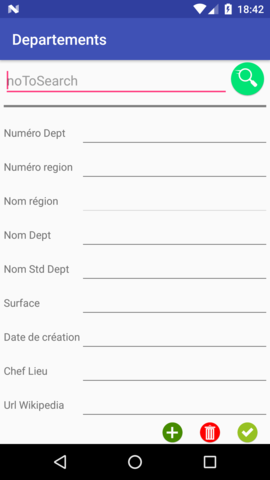 18:42
Departements
noToSearch
Numéro Dept
Numéro region
Nom région
Nom Dept
Nom Std Dept
Surface
Date de création
Chef Lieu
Url Wikipedia